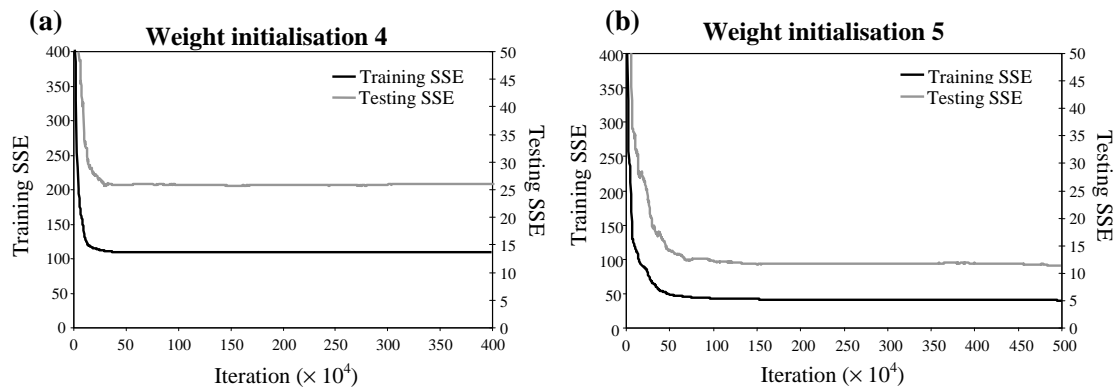 (a)
Weight initialisation 4
400
350
300
250
200
150
100
50
0
Training SSE
50
45
40
35
30
25
20
15
10
5
0
Testing SSE
Training SSE
Testing SSE
0 50 100 150 200 250 300 350 400
Iteration (× 10⁴)
(b)
Weight initialisation 5
400
350
300
250
200
150
100
50
0
Training SSE
50
45
40
35
30
25
20
15
10
5
0
Testing SSE
Training SSE
Testing SSE
0 50 100 150 200 250 300 350 400 450 500
Iteration (× 10⁴)